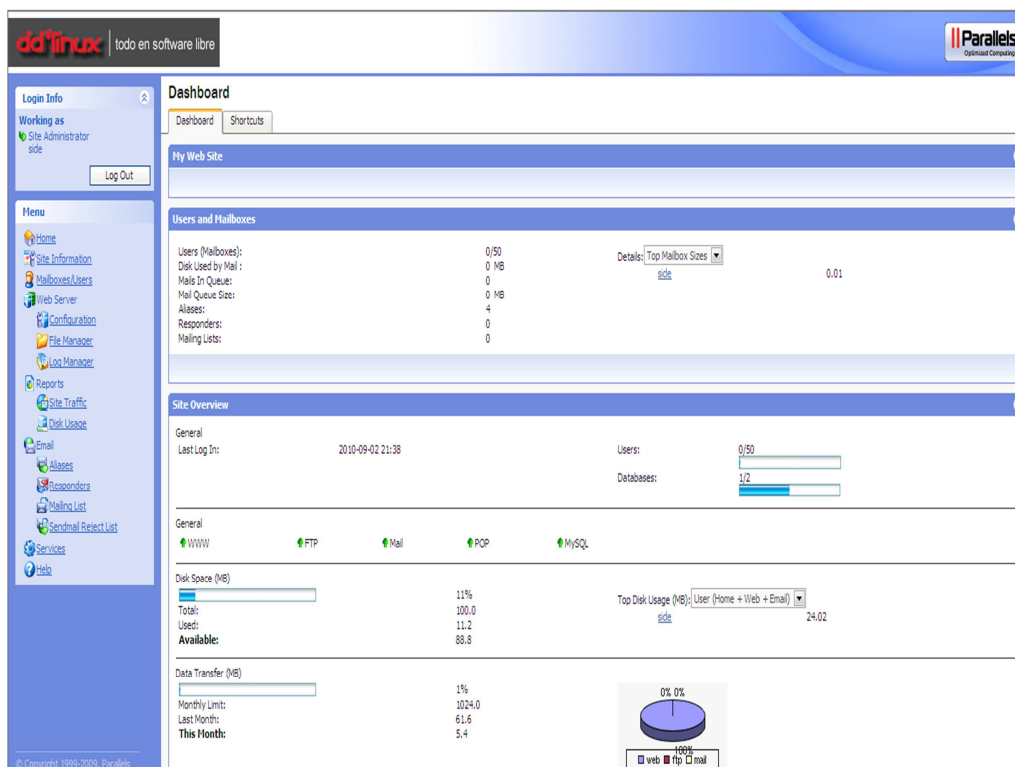 dd'linux todo en software libre
Parallels
Optimized Computing
Login Info
Working as
Site Administrator
side
Log Out
Menu
Home
Site Information
Mailboxes/Users
Web Server
Configuration
File Manager
Log Manager
Reports
Site Traffic
Disk Usage
Email
Aliases
Responders
Mailing List
Sendmail Reject List
Services
Help
© Copyright 1999-2009, Parallels
Dashboard
Dashboard Shortcuts
My Web Site
Users and Mailboxes
Users (Mailboxes): 0/50 Details: Top Mailbox Sizes
Disk Used by Mail : 0 MB side 0.01
Mails In Queue: 0
Mail Queue Size: 0 MB
Aliases: 4
Responders: 0
Mailing Lists: 0
Site Overview
General
Last Log In: 2010-09-02 21:38 Users: 0/50
Databases: 1/2
General
WWW FTP Mail POP MySQL
Disk Space (MB)
11% Top Disk Usage (MB): User (Home + Web + Email)
Total: 100.0 side 24.02
Used: 11.2
Available: 88.8
Data Transfer (MB)
1% 0% 0%
Monthly Limit: 1024.0
Last Month: 61.6
This Month: 5.4
100%
web ftp mail